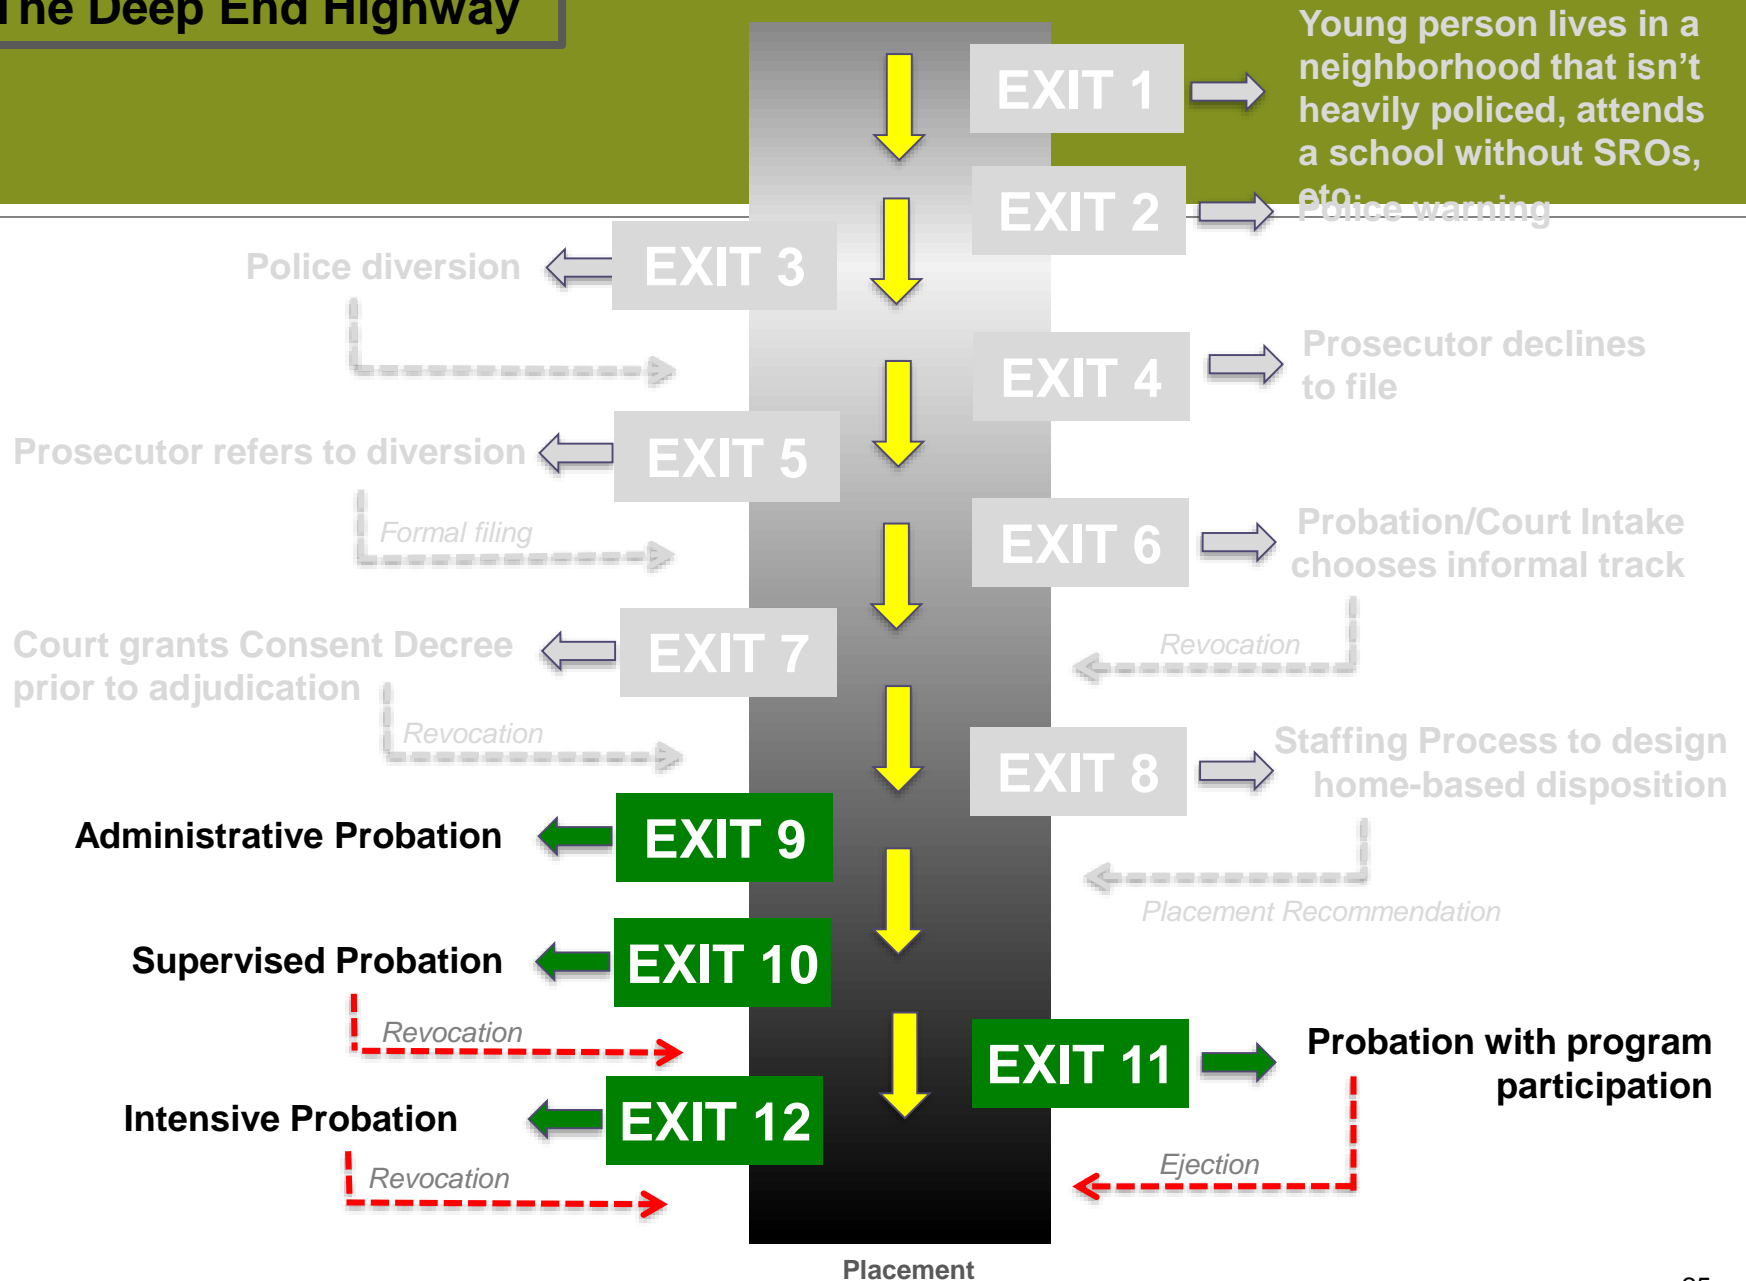 The Deep End Highway
EXIT 1
Young person lives in a
neighborhood that isn't
heavily policed, attends
a school without SROs,
etc
EXIT 2
Police warning
Police diversion
EXIT 3
EXIT 4
Prosecutor declines
to file
Prosecutor refers to diversion
EXIT 5
Formal filing
EXIT 6
Probation/Court Intake
chooses informal track
Revocation
Court grants Consent Decree
prior to adjudication
EXIT 7
Revocation
EXIT 8
Staffing Process to design
home-based disposition
Placement Recommendation
Administrative Probation
EXIT 9
Supervised Probation
EXIT 10
Revocation
EXIT 11
Probation with program
participation
Ejection
Intensive Probation
EXIT 12
Revocation
Placement